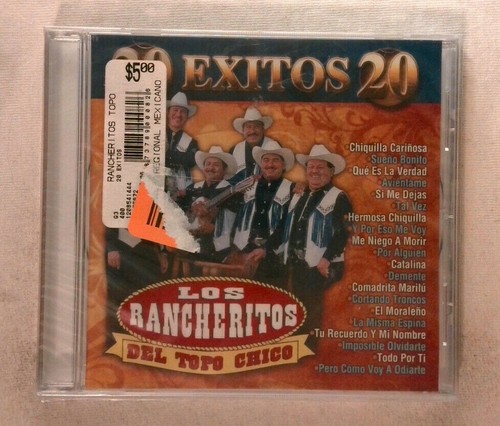 20 EXITOS 20
$5.00
RANCHERITOS TOPO
20 EXITOS
REGIONAL MEXICANO
Chiquilla Cariñosa
Sueño Bonito
Que Es La Verdad
Aviéntame
Si Me Dejas
Tal Vez
Hermosa Chiquilla
Y Por Eso Me Voy
Me Niego A Morir
Por Alguien
Catalina
Demente
Comadrita Marilú
Cortando Troncos
El Moraleño
La Misma Espina
Tu Recuerdo Y Mi Nombre
Imposible Olvidarte
Todo Por Ti
Pero Cómo Voy A Odiarte
LOS
RANCHERITOS
DEL TOPO CHICO